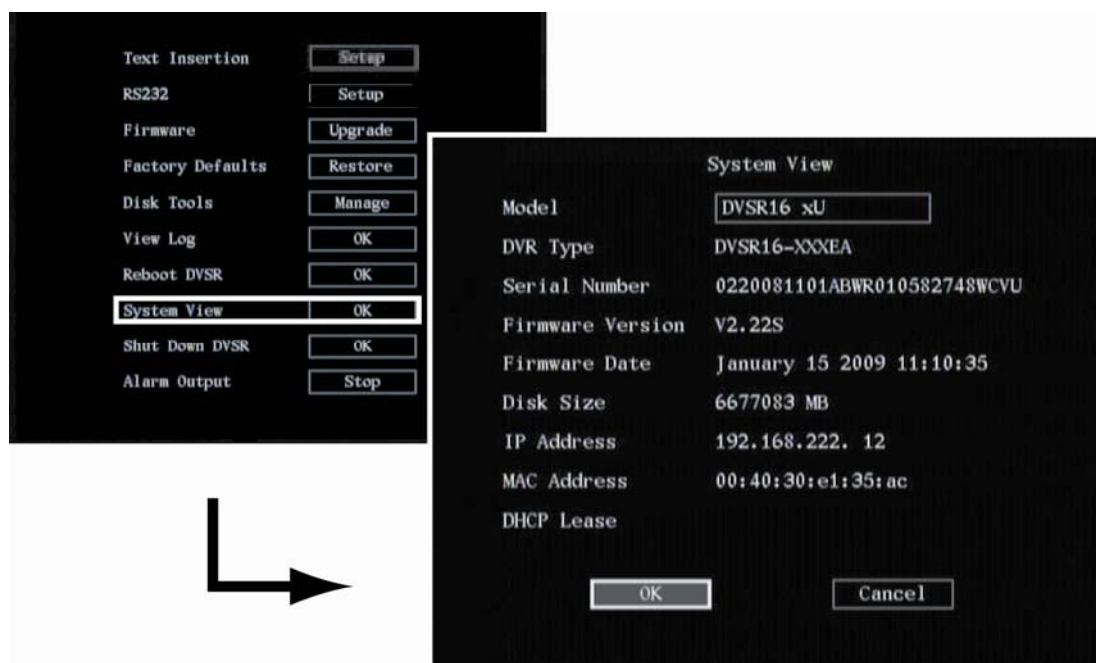 Text Insertion Setup
RS232 Setup
Firmware Upgrade
Factory Defaults Restore
Disk Tools Manage
View Log OK
Reboot DVSR OK
System View OK
Shut Down DVSR OK
Alarm Output Stop
System View
Model DVSR16 xU
DVR Type DVSR16-XXXEA
Serial Number 0220081101ABWR010582748WCVU
Firmware Version V2.22S
Firmware Date January 15 2009 11:10:35
Disk Size 6677083 MB
IP Address 192.168.222. 12
MAC Address 00:40:30:e1:35:ac
DHCP Lease
OK Cancel